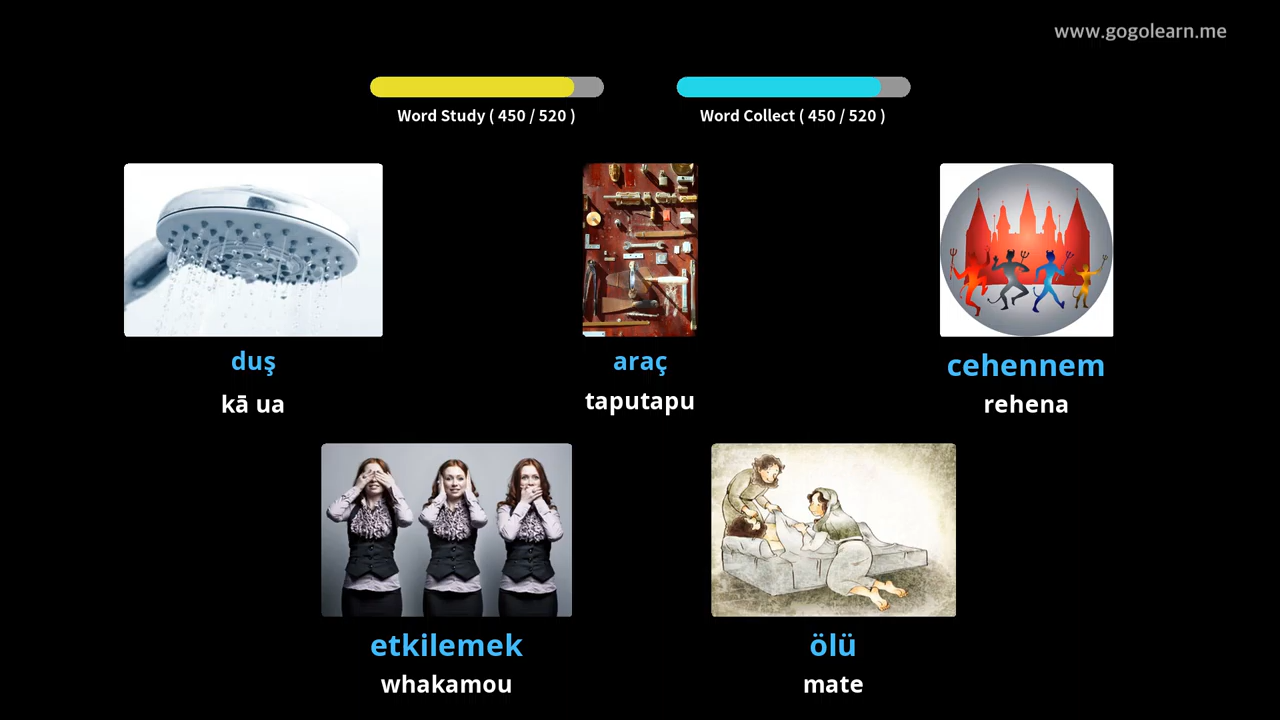 www.gogolearn.me
Word Study ( 450 / 520 )
Word Collect ( 450 / 520 )
duş
araç
cehennem
kā ua
taputapu
rehena
etkilemek
ölü
whakamou
mate